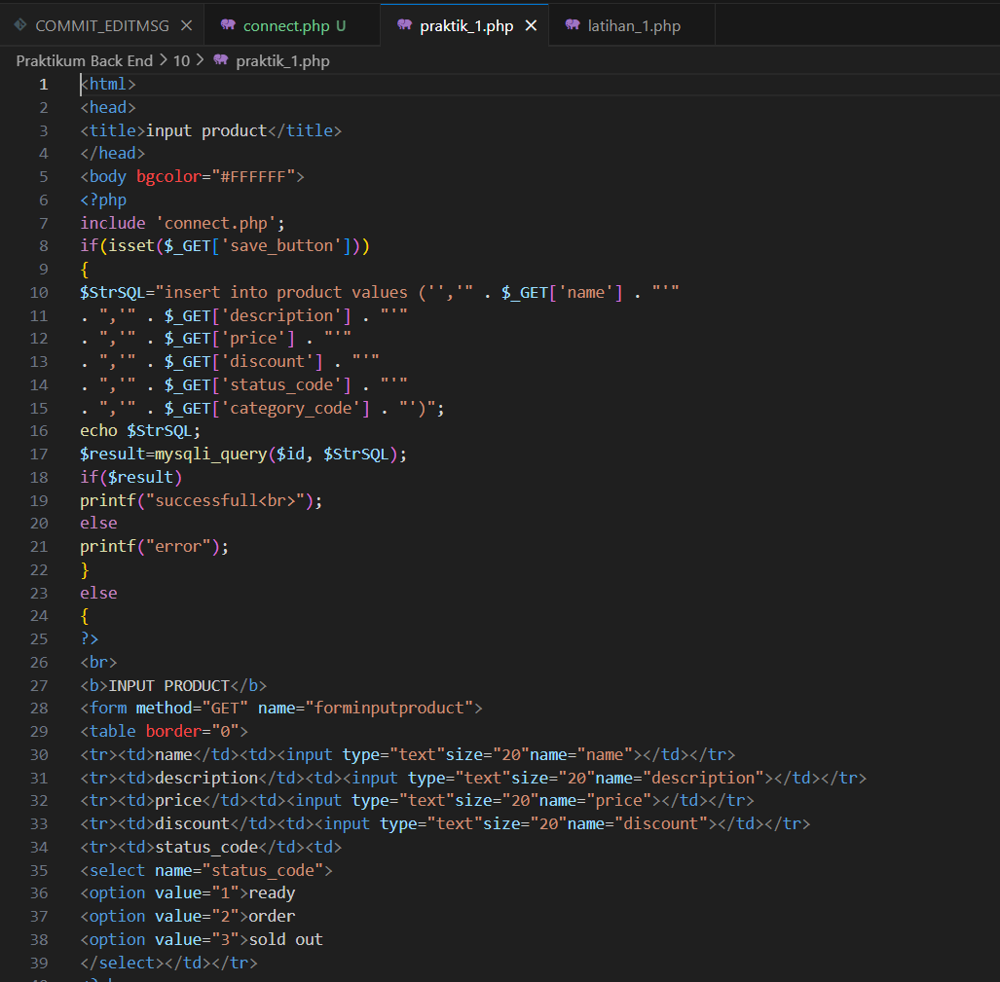 COMMIT_EDITMSG
connect.php U
praktik_1.php
latihan_1.php
Praktikum Back End > 10 > praktik_1.php
1 <html>
2 <head>
3 <title>input product</title>
4 </head>
5 <body bgcolor="#FFFFFF">
6 <?php
7 include 'connect.php';
8 if(isset($_GET['save_button']))
9 {
10 $StrSQL="insert into product values ('','" . $_GET['name'] . "'"
11 . ",'" . $_GET['description'] . "'"
12 . ",'" . $_GET['price'] . "'"
13 . ",'" . $_GET['discount'] . "'"
14 . ",'" . $_GET['status_code'] . "'"
15 . ",'" . $_GET['category_code'] . "')";
16 echo $StrSQL;
17 $result=mysqli_query($id, $StrSQL);
18 if($result)
19 printf("successfull<br>");
20 else
21 printf("error");
22 }
23 else
24 {
25 ?>
26 <br>
27 <b>INPUT PRODUCT</b>
28 <form method="GET" name="forminputproduct">
29 <table border="0">
30 <tr><td>name</td><td><input type="text"size="20"name="name"></td></tr>
31 <tr><td>description</td><td><input type="text"size="20"name="description"></td></tr>
32 <tr><td>price</td><td><input type="text"size="20"name="price"></td></tr>
33 <tr><td>discount</td><td><input type="text"size="20"name="discount"></td></tr>
34 <tr><td>status_code</td><td>
35 <select name="status_code">
36 <option value="1">ready
37 <option value="2">order
38 <option value="3">sold out
39 </select></td></tr>